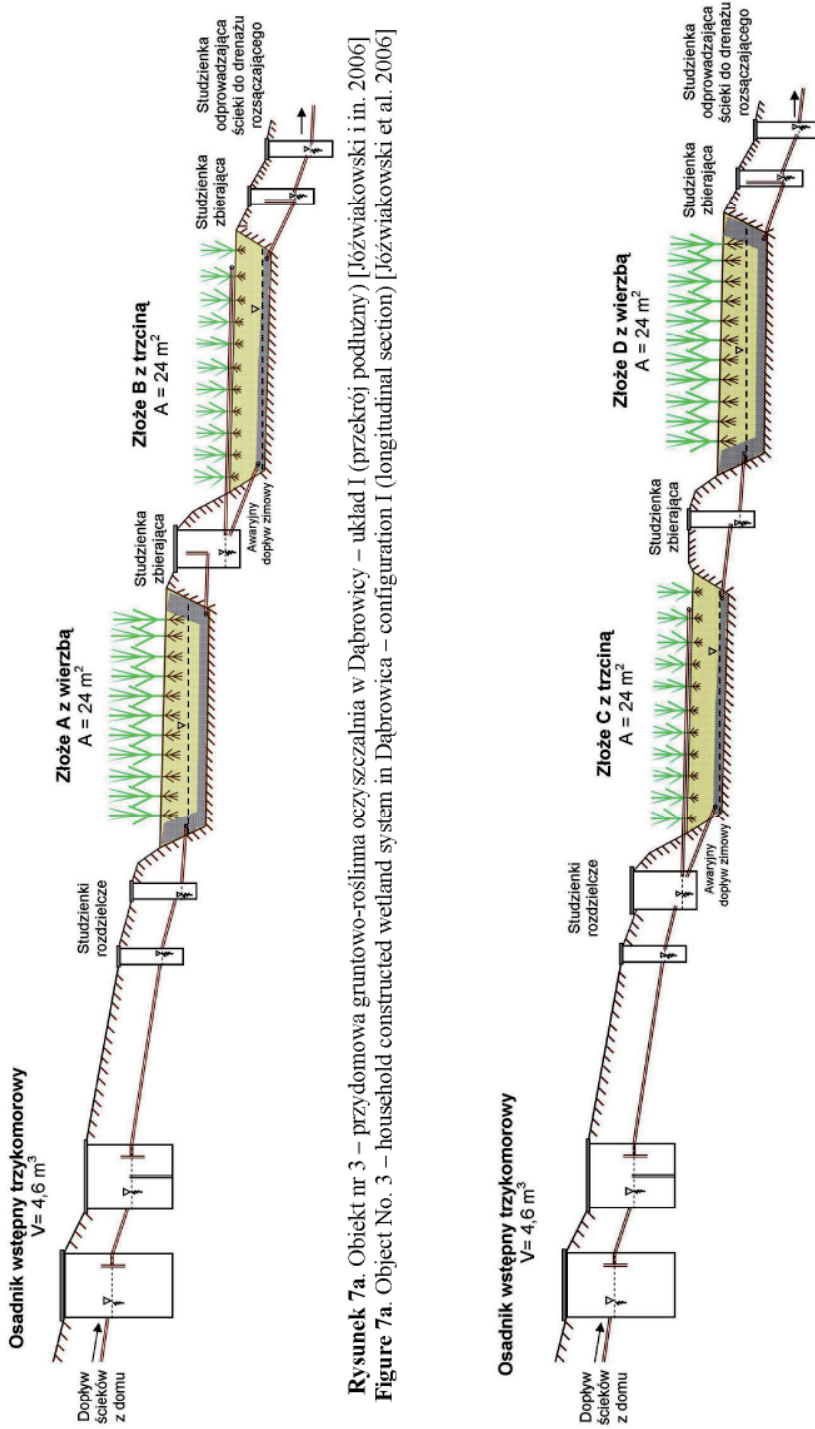 Osadnik wstępny trzykomorowy
V= 4,6 m³
Dopływ
ścieków
z domu
Studzienki
rozdzielcze
Złoże A z wierzbą
A = 24 m²
Studzienka
zbierająca
Awaryjny
dopływ zimowy
Złoże B z trzciną
A = 24 m²
Studzienka
zbierająca
Studzienka
odprowadzająca
ścieki do drenażu
rozsączającego
Rysunek 7a. Obiekt nr 3 – przydomowa gruntowo-roślinna oczyszczalnia w Dąbrowicy – układ I (przekrój podłużny) [Jóźwiakowski i in. 2006]
Figure 7a. Object No. 3 – household constructed wetland system in Dąbrowica – configuration I (longitudinal section) [Jóźwiakowski et al. 2006]
Osadnik wstępny trzykomorowy
V= 4,6 m³
Dopływ
ścieków
z domu
Studzienki
rozdzielcze
Awaryjny
dopływ zimowy
Złoże C z trzciną
A = 24 m²
Studzienka
zbierająca
Złoże D z wierzbą
A = 24 m²
Studzienka
zbierająca
Studzienka
odprowadzająca
ścieki do drenażu
rozsączającego